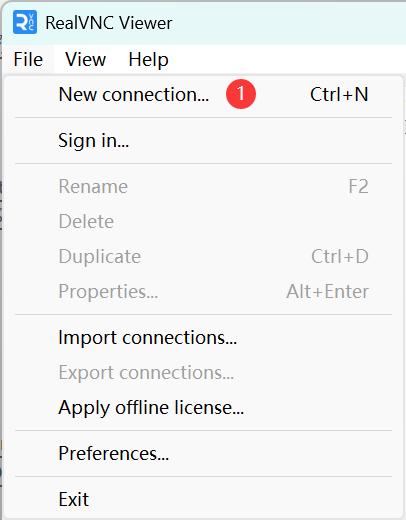 RealVNC Viewer
File View Help
New connection... 1 Ctrl+N
Sign in...
Rename F2
Delete
Duplicate Ctrl+D
Properties... Alt+Enter
Import connections...
Export connections...
Apply offline license...
Preferences...
Exit